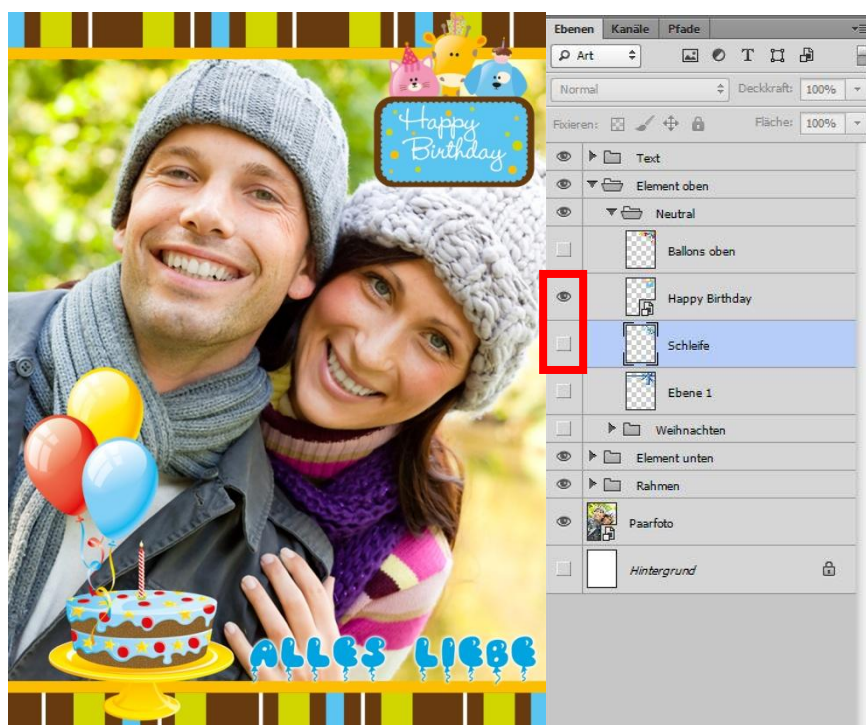 Happy
Birthday
ALLES LIEBE
Ebenen Kanäle Pfade
Art
T
Normal Deckkraft: 100%
Fixieren: Fläche: 100%
Text
Element oben
Neutral
Ballons oben
Happy Birthday
Schleife
Ebene 1
Weihnachten
Element unten
Rahmen
Paarfoto
Hintergrund